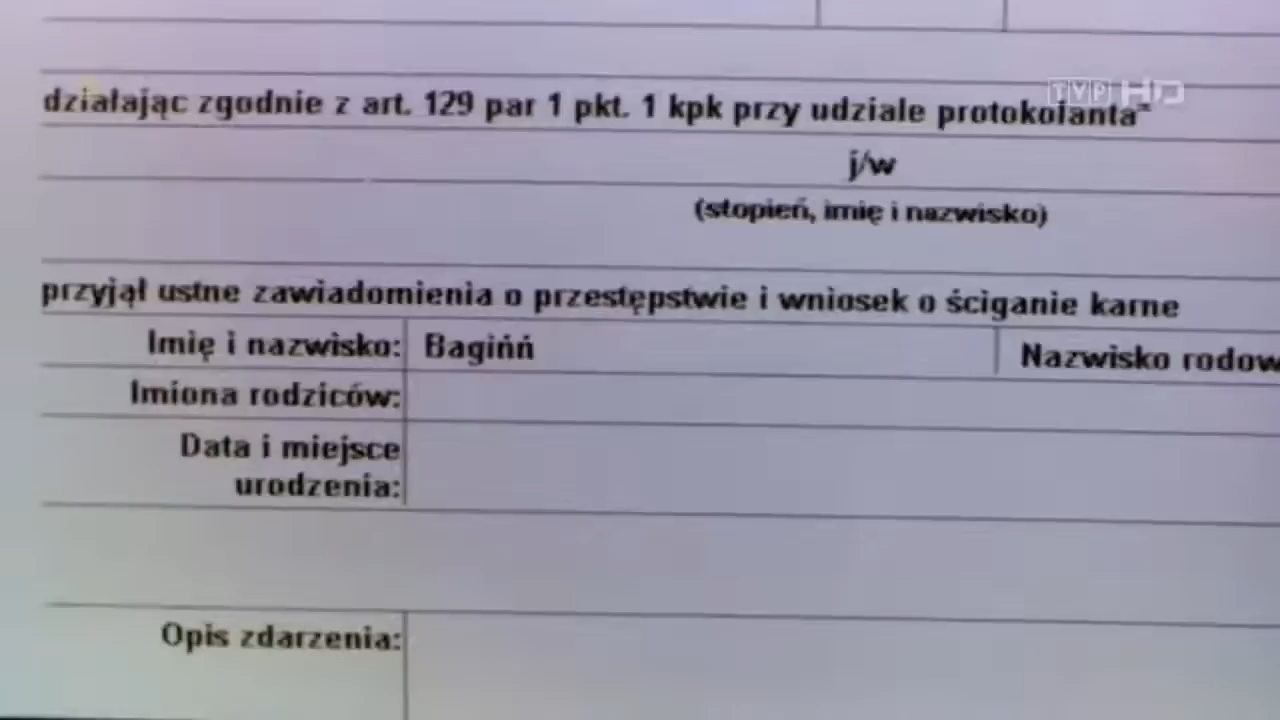 TVP HD
działając zgodnie z art. 129 par 1 pkt. 1 kpk przy udziale protokolanta*
j/w
(stopień, imię i nazwisko)
przyjął ustne zawiadomienia o przestępstwie i wniosek o ściganie karne
Imię i nazwisko: Bagińń Nazwisko rodow
Imiona rodziców:
Data i miejsce
urodzenia:
Opis zdarzenia: